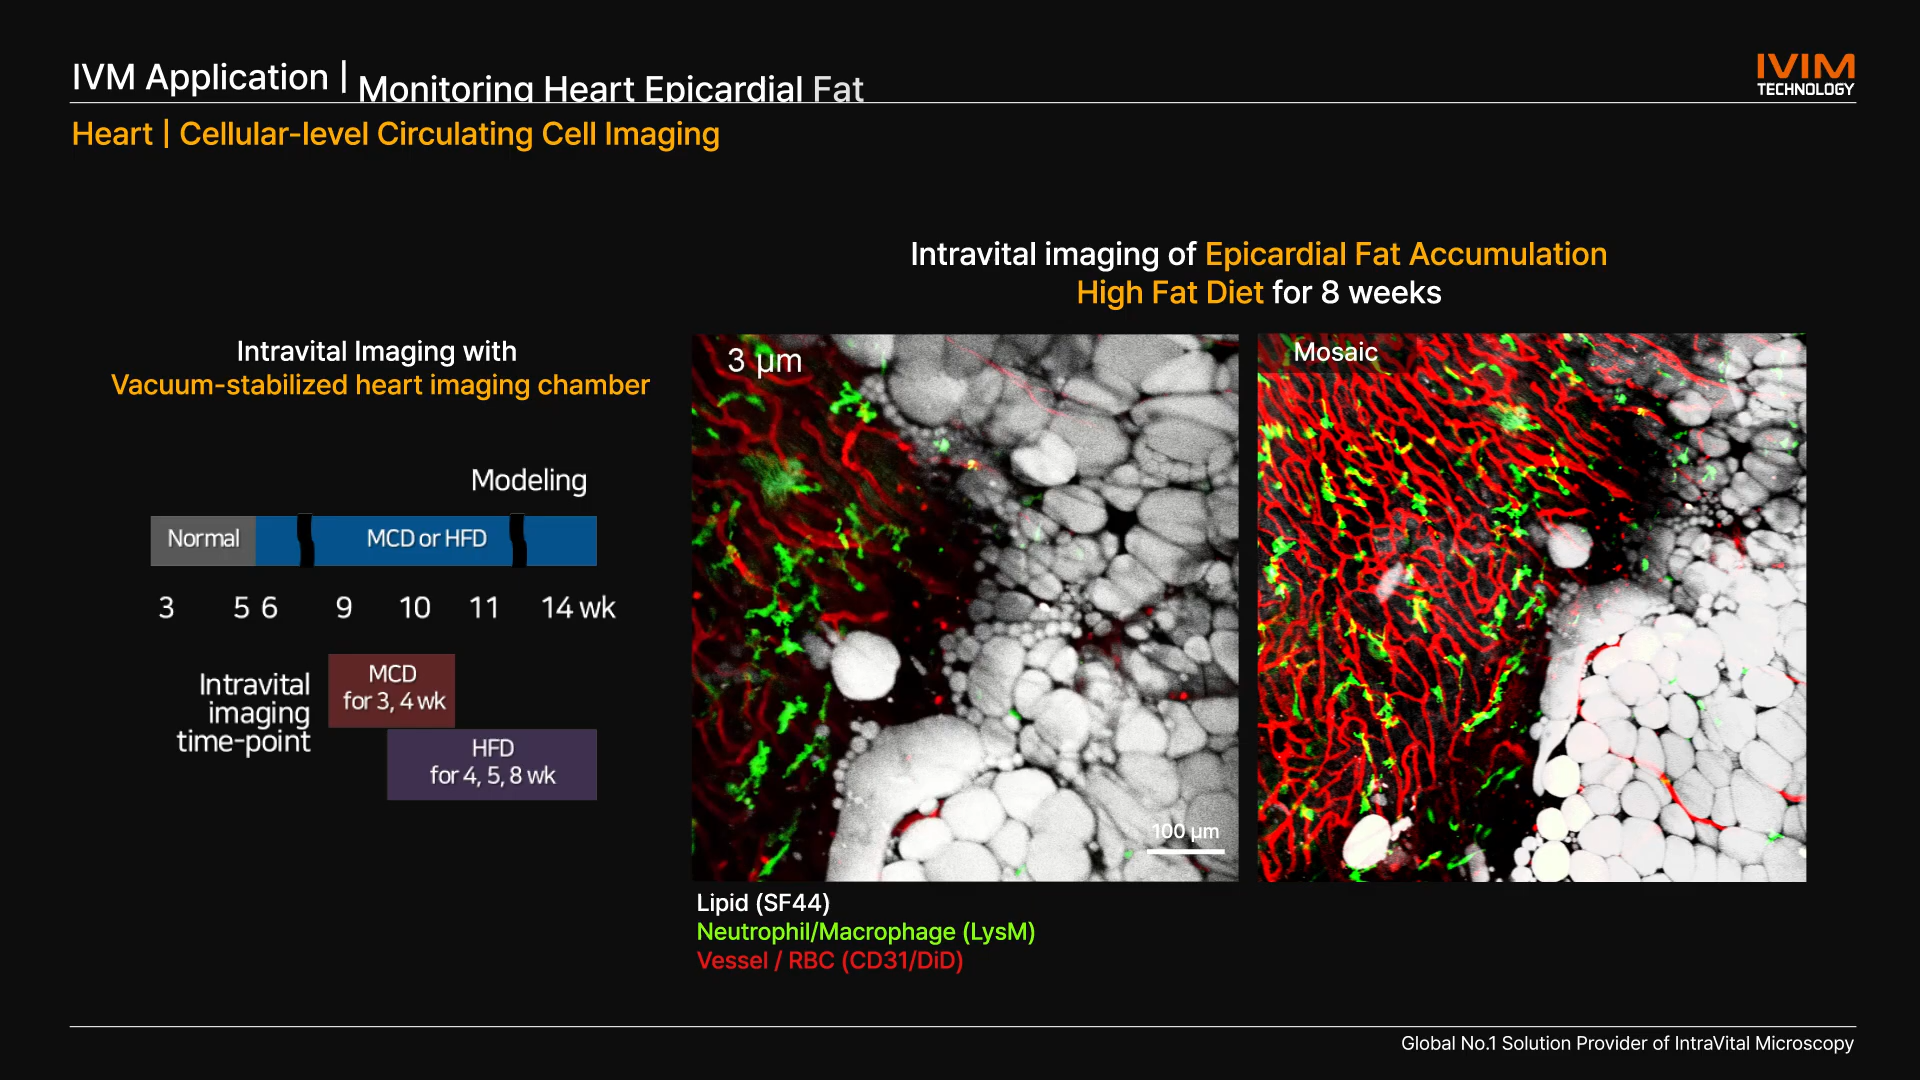 IVM Application | Monitoring Heart Epicardial Fat
IVIM
TECHNOLOGY
Heart | Cellular-level Circulating Cell Imaging
Intravital imaging of Epicardial Fat Accumulation
High Fat Diet for 8 weeks
Intravital Imaging with
Vacuum-stabilized heart imaging chamber
Modeling
Normal
MCD or HFD
3 5 6 9 10 11 14 wk
Intravital
imaging
time-point
MCD
for 3, 4 wk
HFD
for 4, 5, 8 wk
3 µm
100 µm
Mosaic
Lipid (SF44)
Neutrophil/Macrophage (LysM)
Vessel / RBC (CD31/DiD)
Global No.1 Solution Provider of IntraVital Microscopy